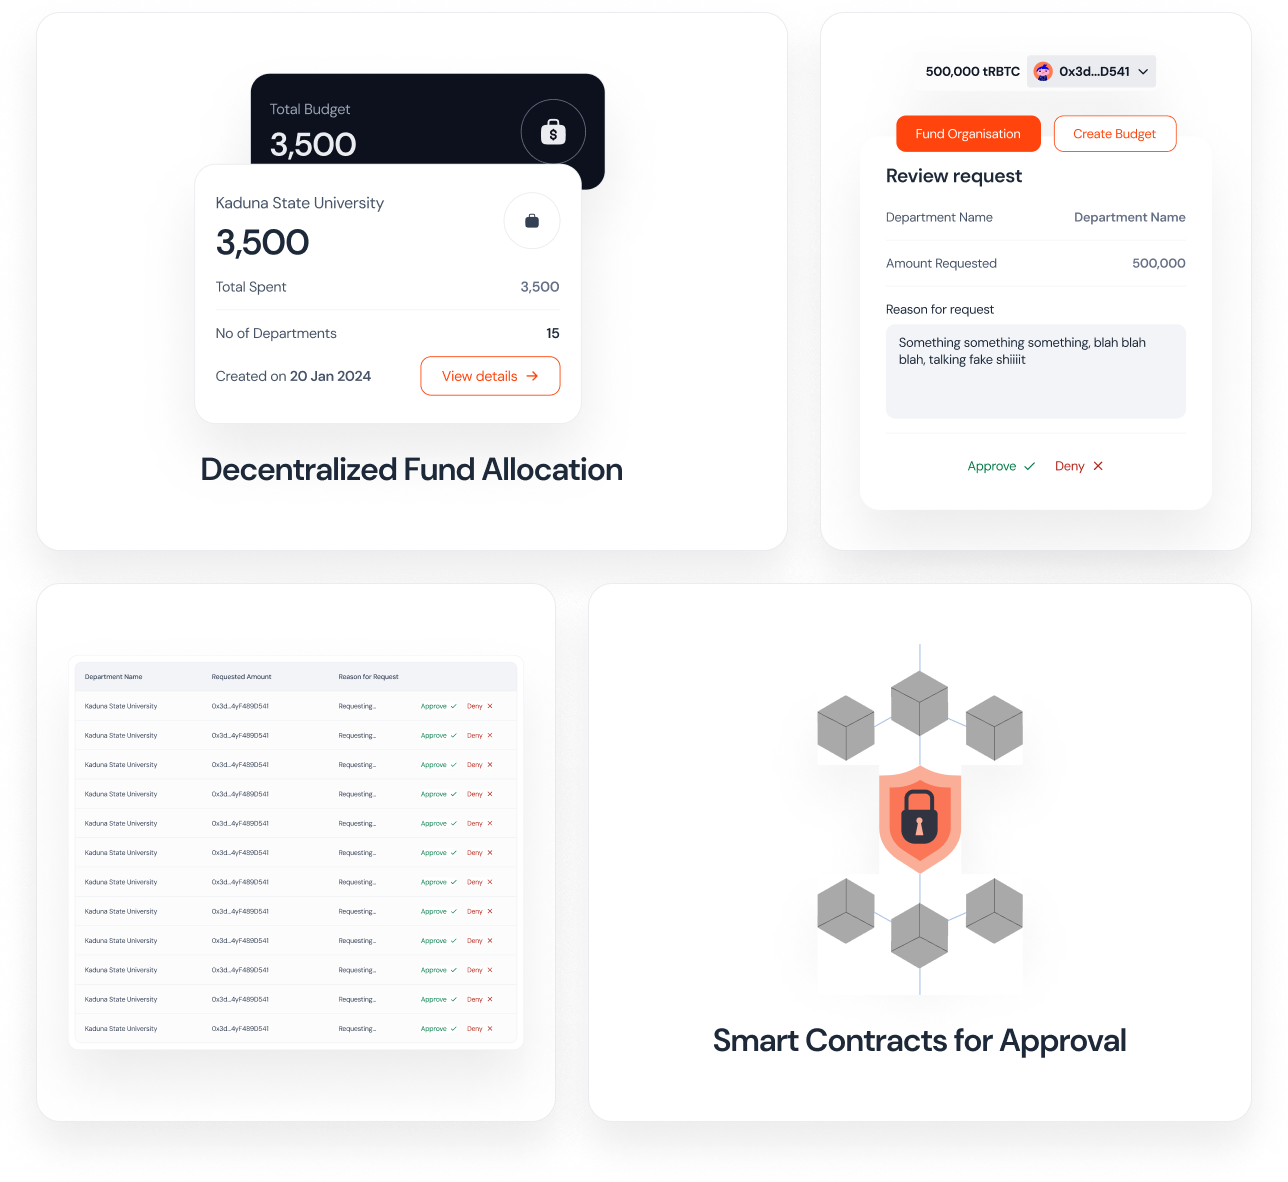 Total Budget
3,500
Kaduna State University
3,500
Total Spent 3,500
No of Departments 15
Created on 20 Jan 2024 View details
Decentralized Fund Allocation
500,000 tRBTC 0x3d...D541
Fund Organisation Create Budget
Review request
Department Name Department Name
Amount Requested 500,000
Reason for request
Something something something, blah blah
blah, talking fake shiiiit
Approve Deny
Department Name Requested Amount Reason for Request
Kaduna State University 0x3d...4yF489D541 Requesting... Approve Deny
Kaduna State University 0x3d...4yF489D541 Requesting... Approve Deny
Kaduna State University 0x3d...4yF489D541 Requesting... Approve Deny
Kaduna State University 0x3d...4yF489D541 Requesting... Approve Deny
Kaduna State University 0x3d...4yF489D541 Requesting... Approve Deny
Kaduna State University 0x3d...4yF489D541 Requesting... Approve Deny
Kaduna State University 0x3d...4yF489D541 Requesting... Approve Deny
Kaduna State University 0x3d...4yF489D541 Requesting... Approve Deny
Kaduna State University 0x3d...4yF489D541 Requesting... Approve Deny
Kaduna State University 0x3d...4yF489D541 Requesting... Approve Deny
Kaduna State University 0x3d...4yF489D541 Requesting... Approve Deny
Kaduna State University 0x3d...4yF489D541 Requesting... Approve Deny
Smart Contracts for Approval